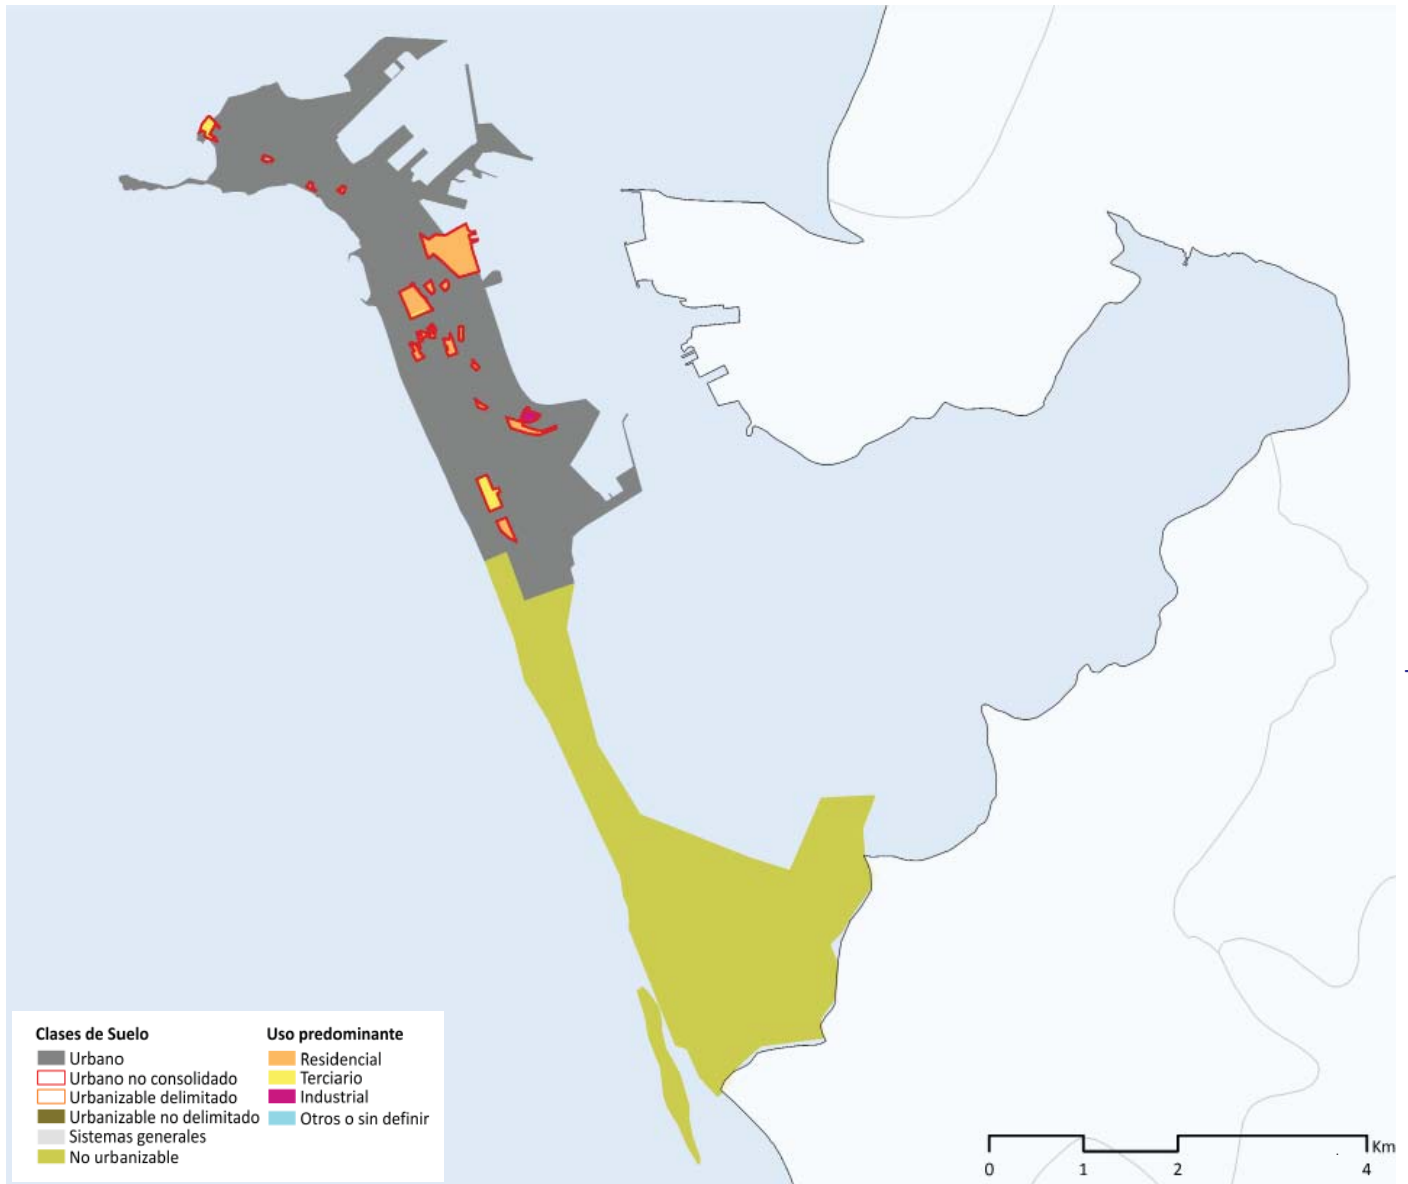 Clases de Suelo
Urbano
Urbano no consolidado
Urbanizable delimitado
Urbanizable no delimitado
Sistemas generales
No urbanizable
Uso predominante
Residencial
Terciario
Industrial
Otros o sin definir
Km
0 1 2 4